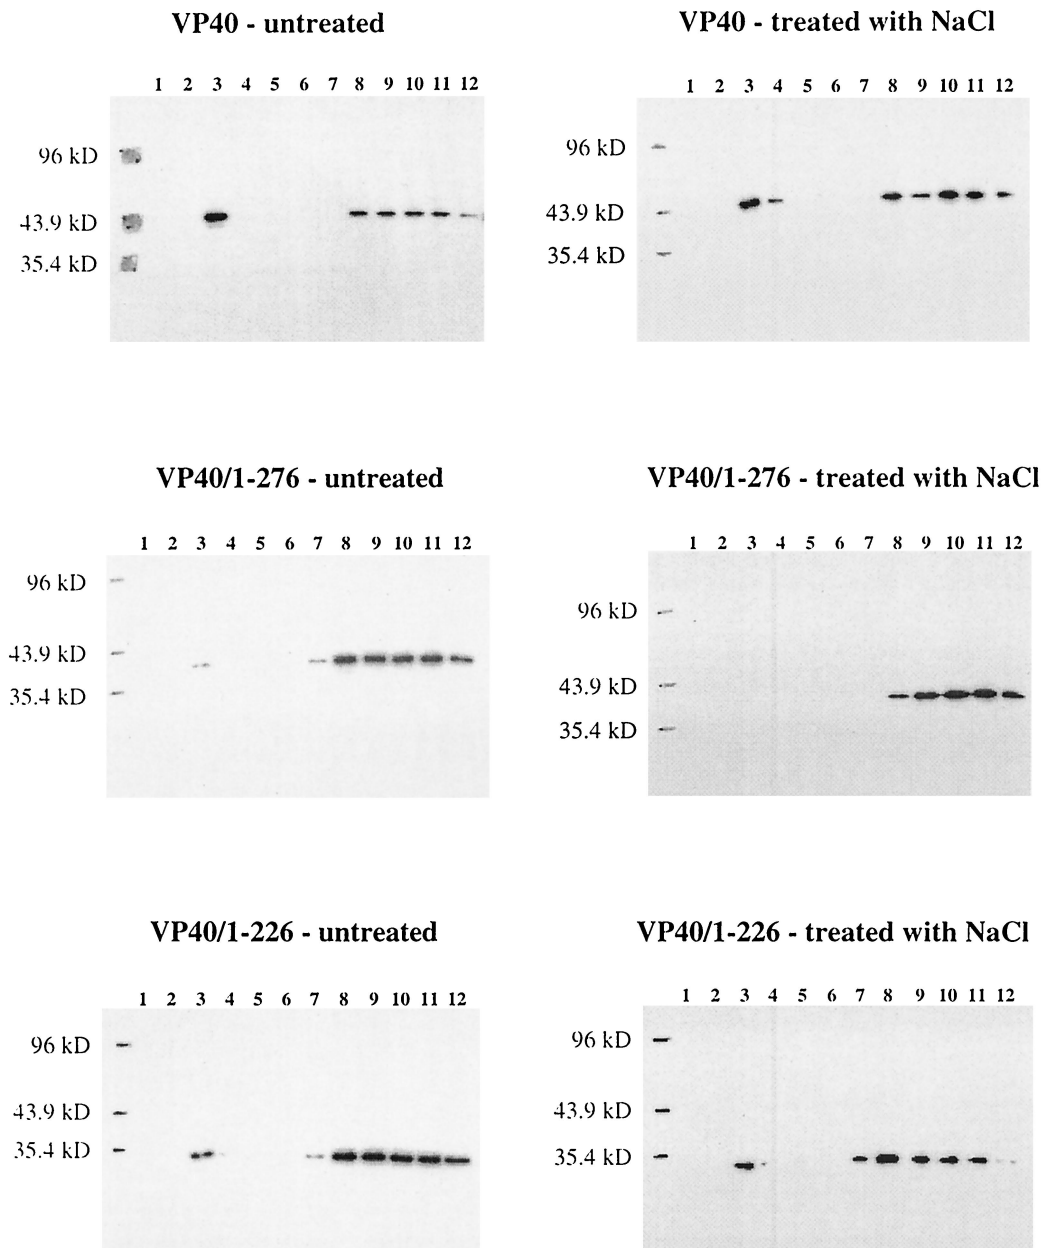 VP40 - untreated
1 2 3 4 5 6 7 8 9 10 11 12
96 kD
43.9 kD
35.4 kD
VP40 - treated with NaCl
1 2 3 4 5 6 7 8 9 10 11 12
96 kD
43.9 kD
35.4 kD
VP40/1-276 - untreated
1 2 3 4 5 6 7 8 9 10 11 12
96 kD
43.9 kD
35.4 kD
VP40/1-276 - treated with NaCl
1 2 3 4 5 6 7 8 9 10 11 12
96 kD
43.9 kD
35.4 kD
VP40/1-226 - untreated
1 2 3 4 5 6 7 8 9 10 11 12
96 kD
43.9 kD
35.4 kD
VP40/1-226 - treated with NaCl
1 2 3 4 5 6 7 8 9 10 11 12
96 kD
43.9 kD
35.4 kD